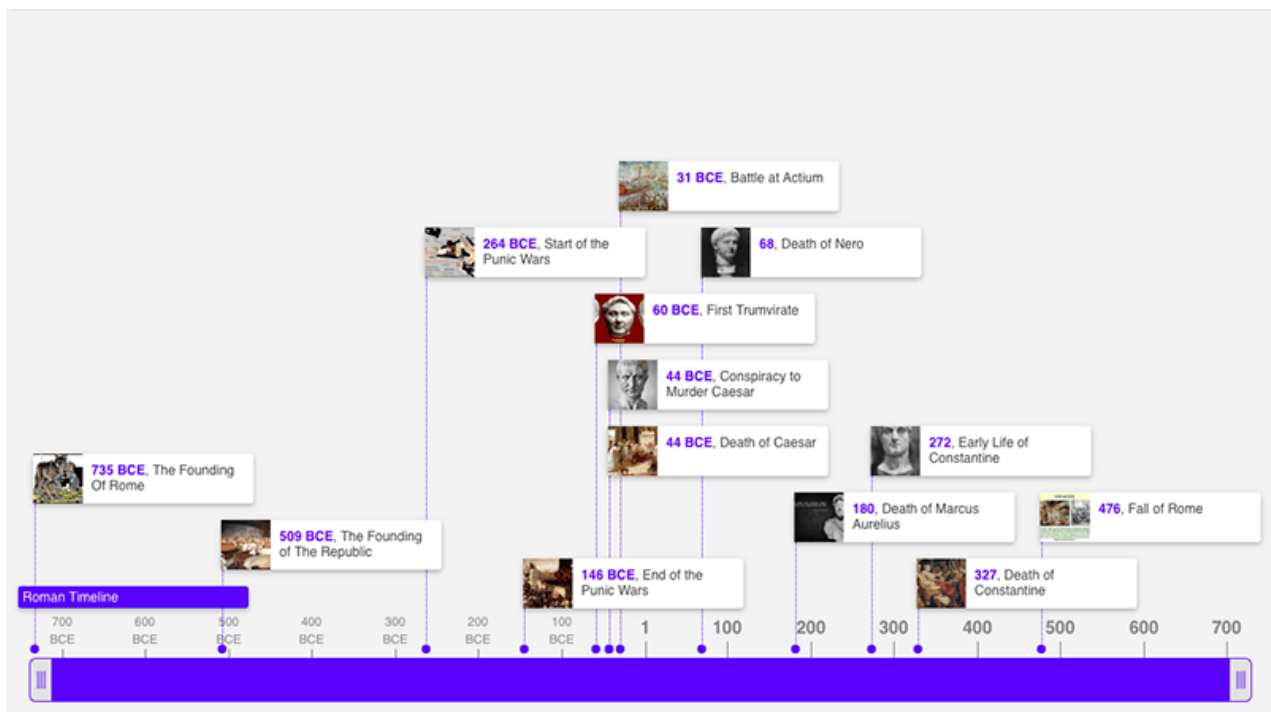 31 BCE, Battle at Actium
264 BCE, Start of the
Punic Wars
68, Death of Nero
60 BCE, First Trumvirate
44 BCE, Conspiracy to
Murder Caesar
44 BCE, Death of Caesar
272, Early Life of
Constantine
735 BCE, The Founding
Of Rome
180, Death of Marcus
Aurelius
476, Fall of Rome
509 BCE, The Founding
of The Republic
146 BCE, End of the
Punic Wars
327, Death of
Constantine
Roman Timeline
700 BCE
600 BCE
500 BCE
400 BCE
300 BCE
200 BCE
100 BCE
1
100
200
300
400
500
600
700